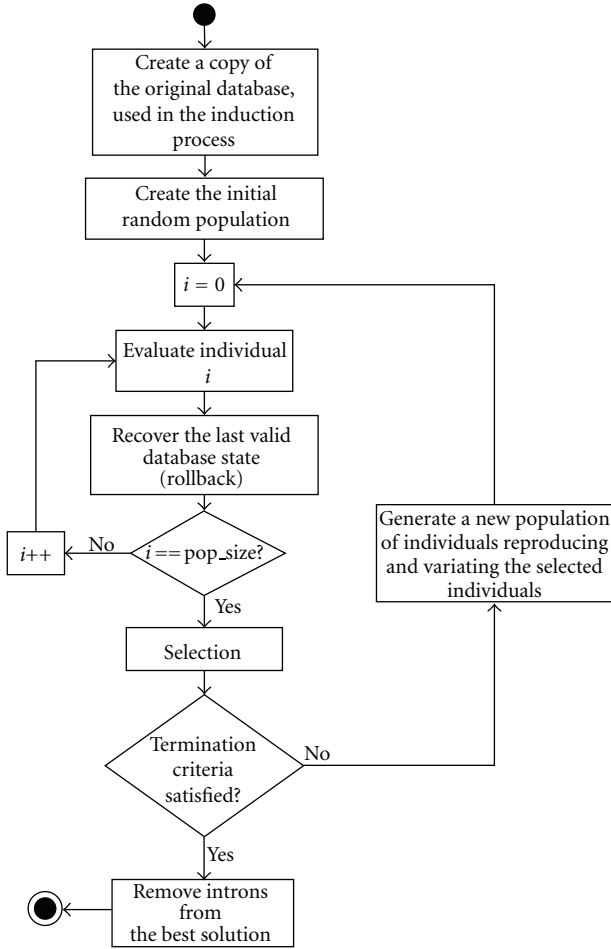 Create a copy of
the original database,
used in the induction
process
Create the initial
random population
i = 0
Evaluate individual
i
Recover the last valid
database state
(rollback)
i == pop_size?
No
i++
Yes
Generate a new population
of individuals reproducing
and variating the selected
individuals
Selection
Termination
criteria
satisfied?
No
Yes
Remove introns
from
the best solution